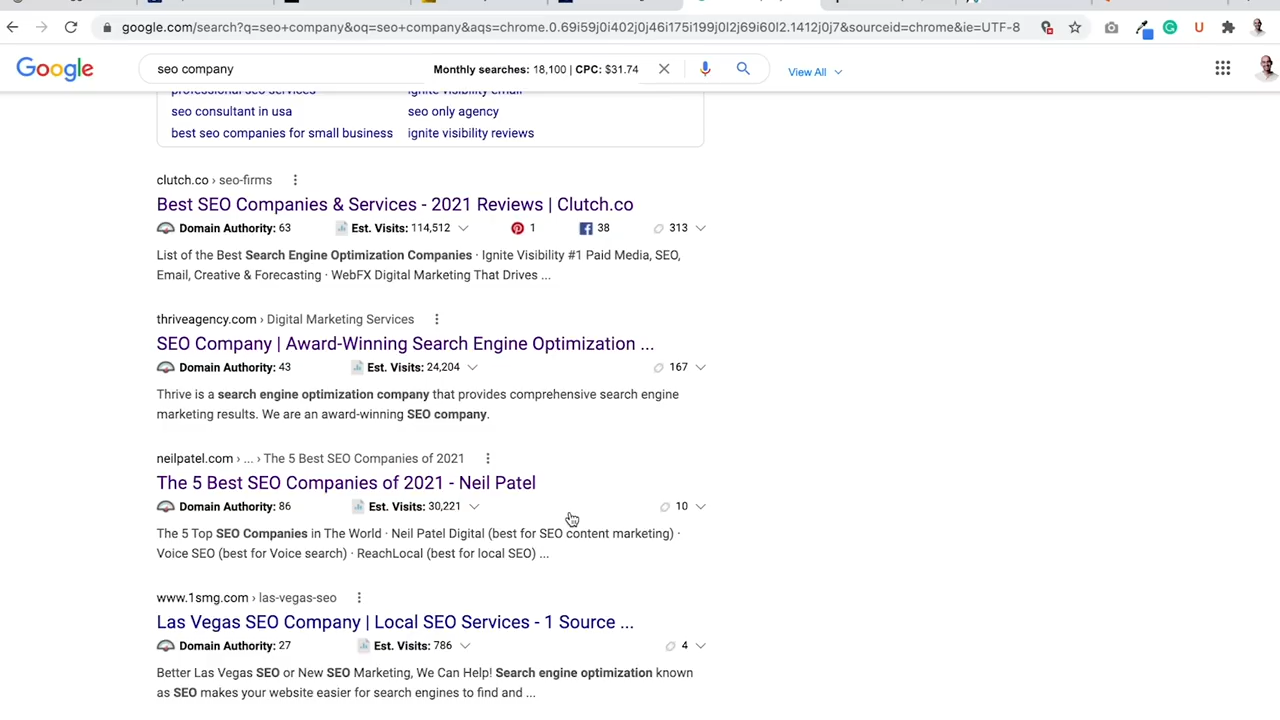 google.com/search?q=seo+company&oq=seo+company&aqs=chrome.0.69i59j0i402j0j46i175i199j0l2j69i60l2.1412j0j7&sourceid=chrome&ie=UTF-8
Google
seo company
Monthly searches: 18,100 | CPC: $31.74
View All
professional seo services
ignite visibility email
seo consultant in usa
seo only agency
best seo companies for small business
ignite visibility reviews
clutch.co › seo-firms
Best SEO Companies & Services - 2021 Reviews | Clutch.co
Domain Authority: 63 Est. Visits: 114,512 1 38 313
List of the Best Search Engine Optimization Companies · Ignite Visibility #1 Paid Media, SEO,
Email, Creative & Forecasting · WebFX Digital Marketing That Drives ...
thriveagency.com › Digital Marketing Services
SEO Company | Award-Winning Search Engine Optimization ...
Domain Authority: 43 Est. Visits: 24,204 167
Thrive is a search engine optimization company that provides comprehensive search engine
marketing results. We are an award-winning SEO company.
neilpatel.com › ... › The 5 Best SEO Companies of 2021
The 5 Best SEO Companies of 2021 - Neil Patel
Domain Authority: 86 Est. Visits: 30,221 10
The 5 Top SEO Companies in The World · Neil Patel Digital (best for SEO content marketing) ·
Voice SEO (best for Voice search) · ReachLocal (best for local SEO) ...
www.1smg.com › las-vegas-seo
Las Vegas SEO Company | Local SEO Services - 1 Source ...
Domain Authority: 27 Est. Visits: 786 4
Better Las Vegas SEO or New SEO Marketing, We Can Help! Search engine optimization known
as SEO makes your website easier for search engines to find and ...